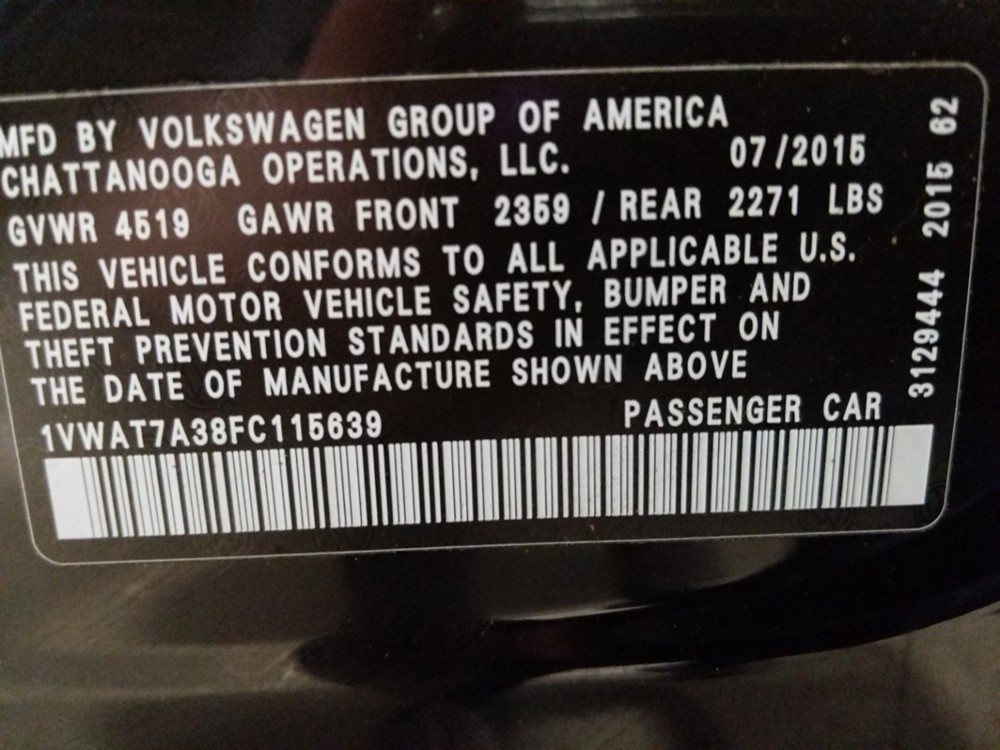 MFD BY VOLKSWAGEN GROUP OF AMERICA
CHATTANOOGA OPERATIONS, LLC. 07/2015
GVWR 4519 GAWR FRONT 2359 / REAR 2271 LBS
THIS VEHICLE CONFORMS TO ALL APPLICABLE U.S.
FEDERAL MOTOR VEHICLE SAFETY, BUMPER AND
THEFT PREVENTION STANDARDS IN EFFECT ON
THE DATE OF MANUFACTURE SHOWN ABOVE
1VWAT7A38FC115639 PASSENGER CAR
3129444 2015 62